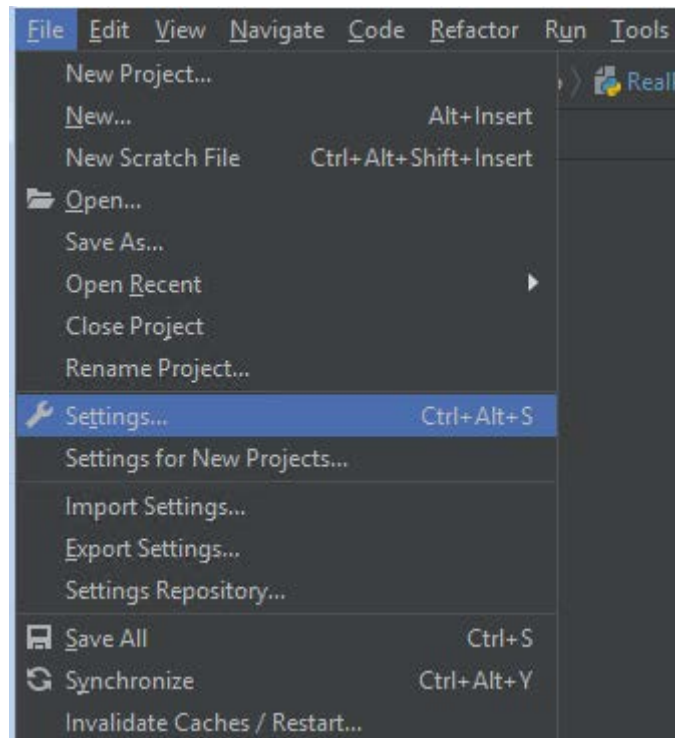 File Edit View Navigate Code Refactor Run Tools
New Project...
New... Alt+Insert
New Scratch File Ctrl+Alt+Shift+Insert
Open...
Save As...
Open Recent
Close Project
Rename Project...
Settings... Ctrl+Alt+S
Settings for New Projects...
Import Settings...
Export Settings...
Settings Repository...
Save All Ctrl+S
Synchronize Ctrl+Alt+Y
Invalidate Caches / Restart...